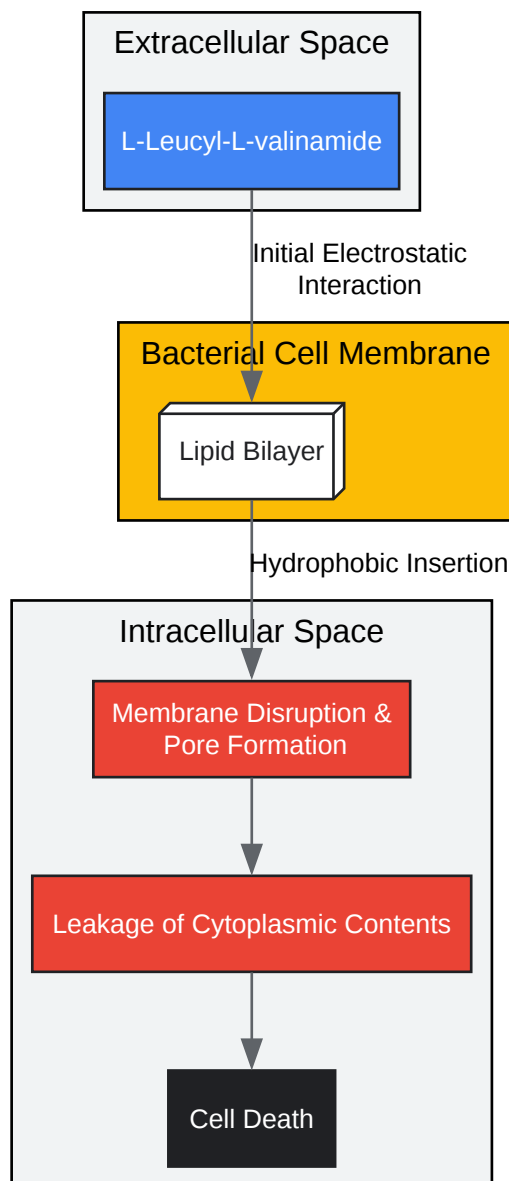 Extracellular Space
L-Leucyl-L-valinamide
Initial Electrostatic
Interaction
Bacterial Cell Membrane
Lipid Bilayer
Hydrophobic Insertion
Intracellular Space
Membrane Disruption &
Pore Formation
Leakage of Cytoplasmic Contents
Cell Death